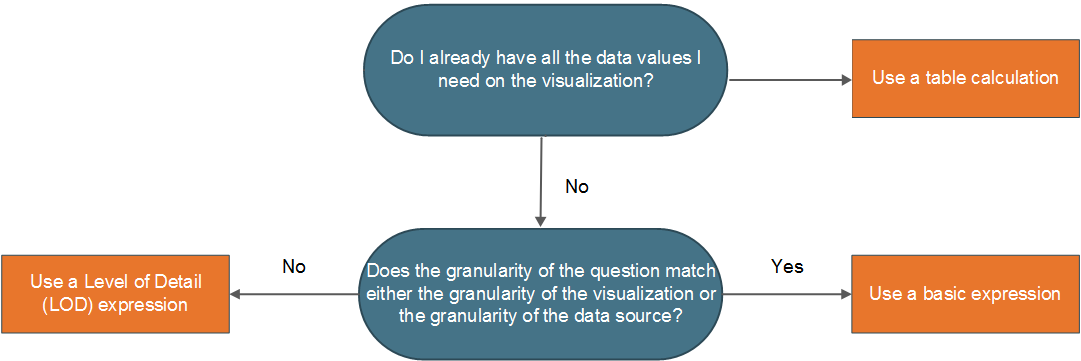 Do I already have all the data values I
need on the visualization?
Use a table calculation
No
Use a Level of Detail
(LOD) expression
No
Does the granularity of the question match
either the granularity of the visualization or
the granularity of the data source?
Yes
Use a basic expression